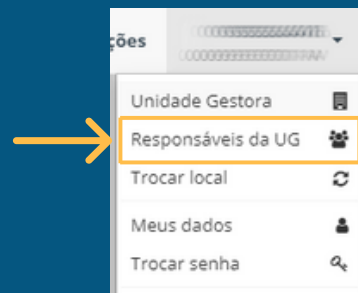 ções
Unidade Gestora
Responsáveis da UG
Trocar local
Meus dados
Trocar senha